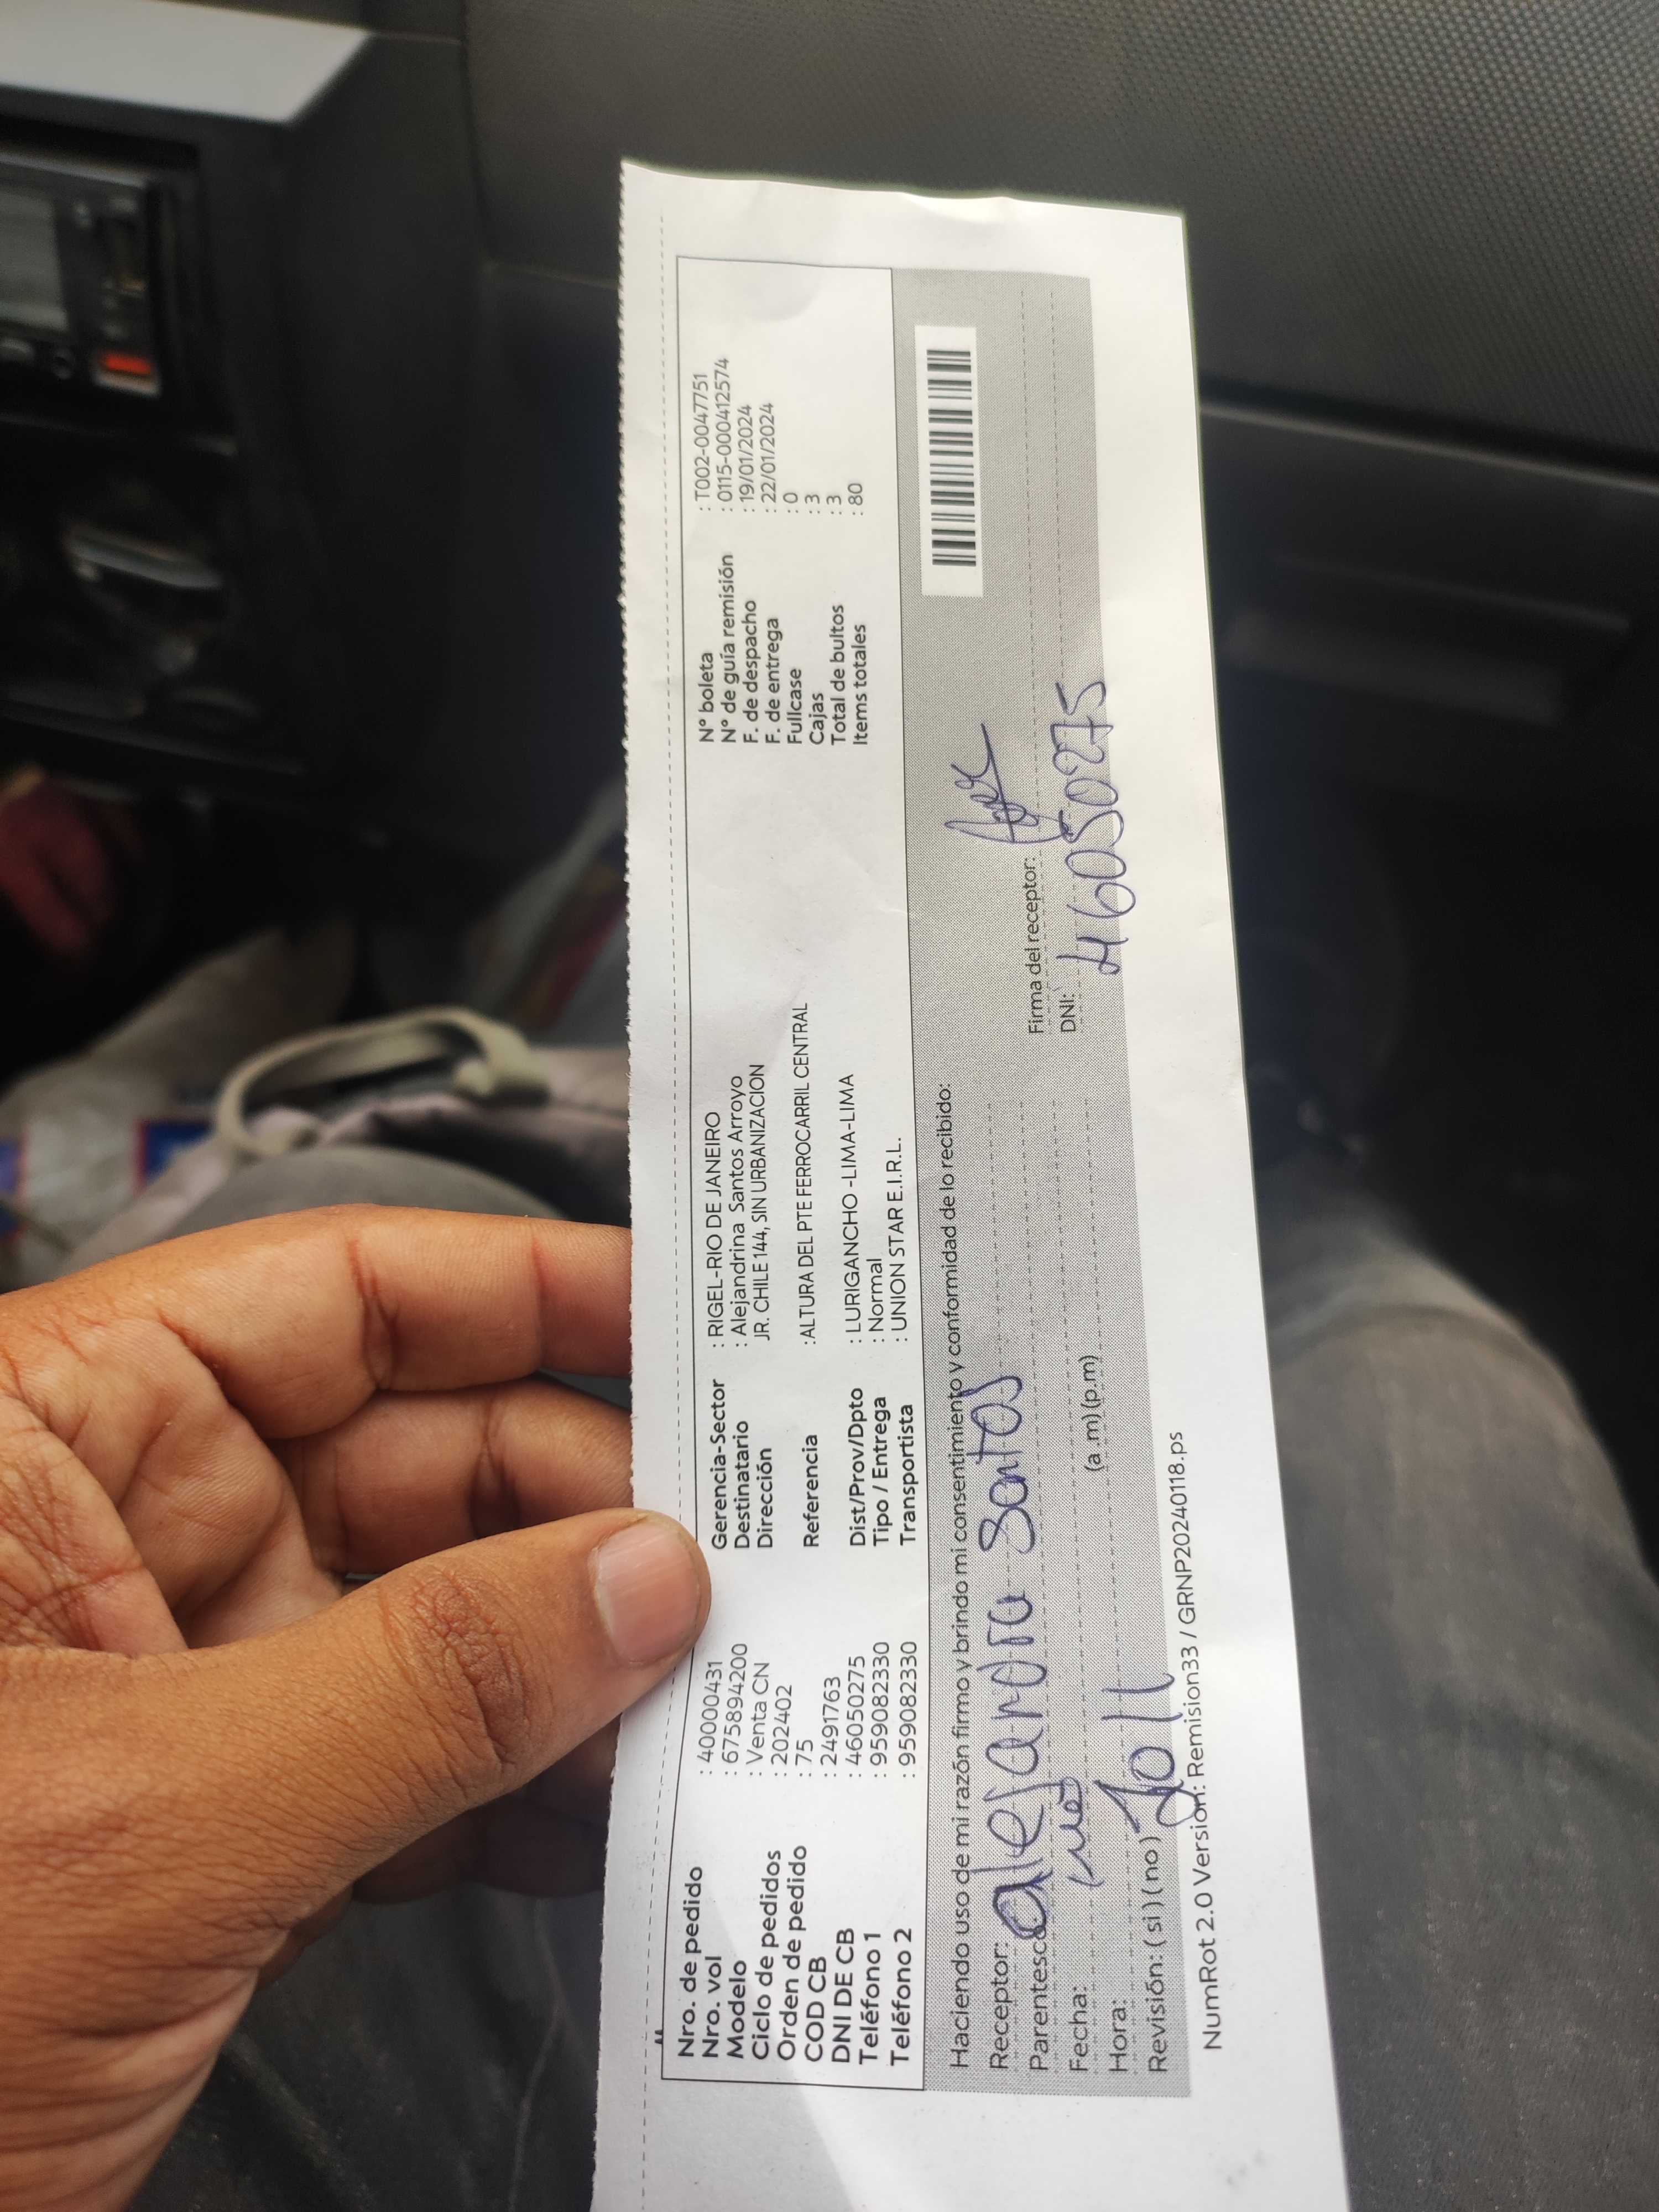 Nro. de pedido : 40000431 Gerencia-Sector : RIGEL-RIO DE JANEIRO N° boleta : T002-0047751
Nro. vol : 6758942 00 Destinatario : Alejandrina Santos Arroyo N° de guía remisión : 0115-000412574
Modelo : Venta CN Dirección JR. CHILE 144, SIN URBANIZACION F. de despacho : 19/01/2024
Ciclo de pedidos : 202402 F. de entrega : 22/01/2024
Orden de pedido : 75 Referencia :ALTURA DEL PTE FERROCARRIL CENTRAL Fullcase : 0
COD CB : 2491763 Cajas : 3
DNI DE CB : 46050275 Dist/Prov/Dpto : LURIGANCHO -LIMA-LIMA Total de bultos : 3
Teléfono 1 : 959082330 Tipo / Entrega : Normal Items totales : 80
Teléfono 2 : 959082330 Transportista : UNION STAR E.I.R.L.
Haciendo uso de mi razón firmo y brindo mi consentimiento y conformidad de lo recibido:
Receptor: alejandra Santos
Parentesco Firma del receptor:
Fecha: DNI: 46050275
Hora: (a.m) (p.m)
Revisión: ( si ) ( no )
NumRot 2.0 Version: Remision33 / GRNP20240118.ps